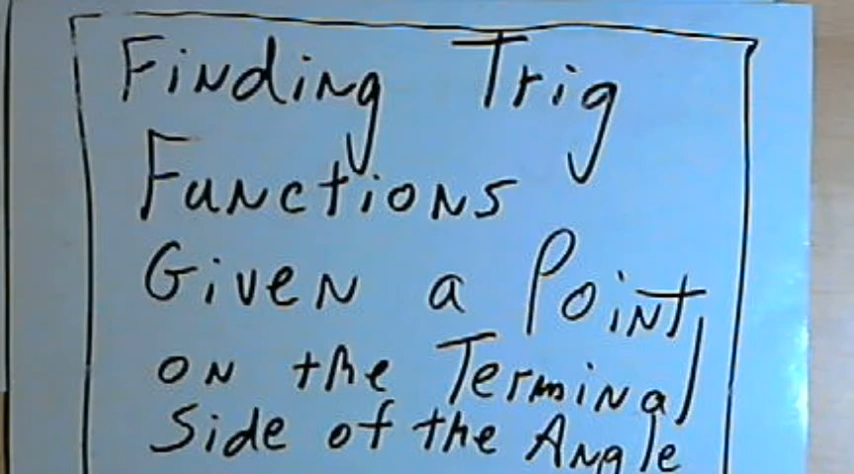 Finding Trig
Functions
Given a Point
on the Terminal
Side of the Angle